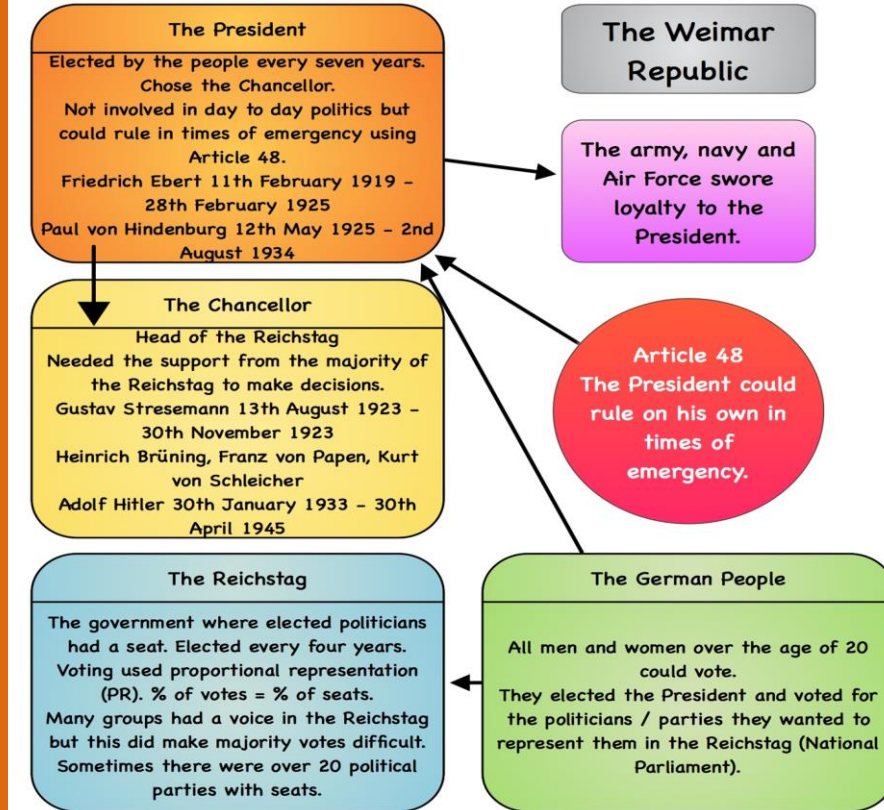 The President
Elected by the people every seven years.
Chose the Chancellor.
Not involved in day to day politics but
could rule in times of emergency using
Article 48.
Friedrich Ebert 11th February 1919 –
28th February 1925
Paul von Hindenburg 12th May 1925 – 2nd
August 1934
The Weimar
Republic
The army, navy and
Air Force swore
loyalty to the
President.
The Chancellor
Head of the Reichstag
Needed the support from the majority of
the Reichstag to make decisions.
Gustav Stresemann 13th August 1923 –
30th November 1923
Heinrich Brüning, Franz von Papen, Kurt
von Schleicher
Adolf Hitler 30th January 1933 – 30th
April 1945
Article 48
The President could
rule on his own in
times of
emergency.
The Reichstag
The government where elected politicians
had a seat. Elected every four years.
Voting used proportional representation
(PR). % of votes = % of seats.
Many groups had a voice in the Reichstag
but this did make majority votes difficult.
Sometimes there were over 20 political
parties with seats.
The German People
All men and women over the age of 20
could vote.
They elected the President and voted for
the politicians / parties they wanted to
represent them in the Reichstag (National
Parliament).